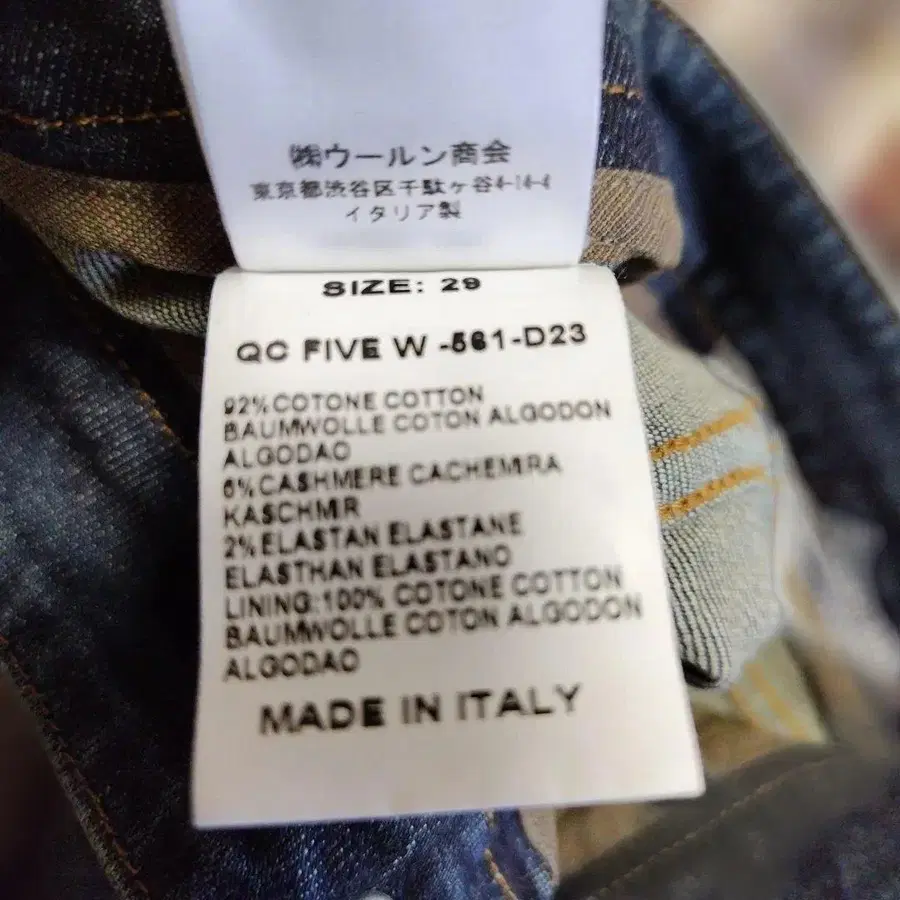 ㈱ウールン商会
東京都渋谷区千駄ヶ谷4-14-4
イタリア製
SIZE: 29
QC FIVE W -561-D23
92% COTONE COTTON
BAUMWOLLE COTON ALGODON
ALGODAO
6% CASHMERE CACHEMIRA
KASCHMIR
2% ELASTAN ELASTANE
ELASTHAN ELASTANO
LINING:100% COTONE COTTON
BAUMWOLLE COTON ALGODON
ALGODAO
MADE IN ITALY